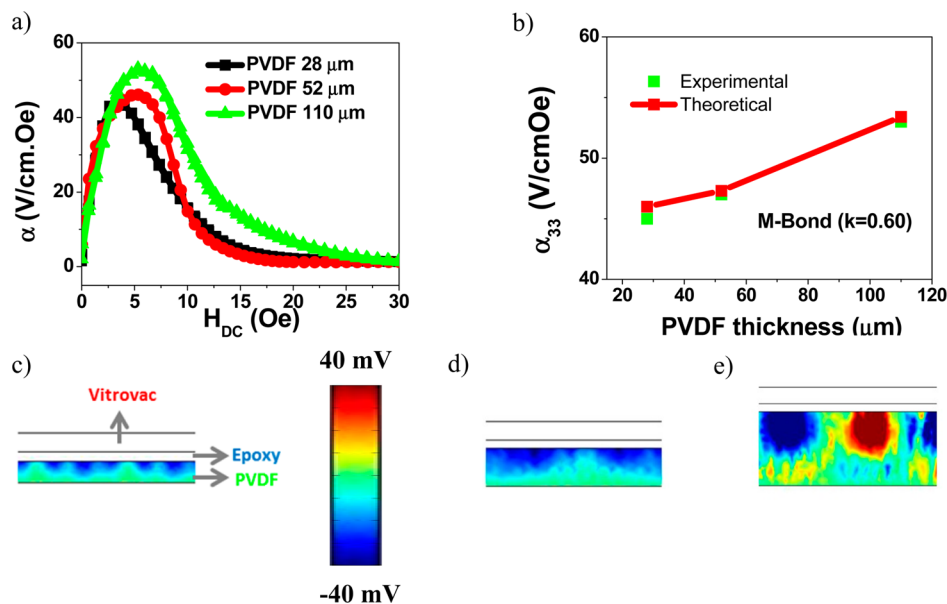 a)
60
40
20
0
α (V/cm.Oe)
PVDF 28 μm
PVDF 52 μm
PVDF 110 μm
0 5 10 15 20 25 30
H_DC (Oe)
b)
60
50
40
α₃₃ (V/cmOe)
Experimental
Theoretical
M-Bond (k=0.60)
20 40 60 80 100 120
PVDF thickness (μm)
c)
Vitrovac
Epoxy
PVDF
40 mV
-40 mV
d)
e)